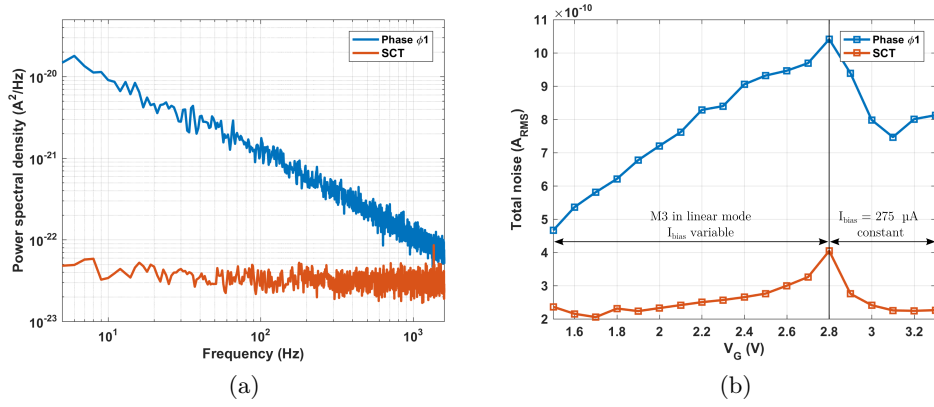 Phase ϕ1
SCT
Power spectral density (A²/Hz)
10⁻²⁰
10⁻²¹
10⁻²²
10⁻²³
10¹
10²
10³
Frequency (Hz)
(a)
×10⁻¹⁰
Phase ϕ1
SCT
Total noise (A_RMS)
11
10
9
8
7
6
5
4
3
2
M3 in linear mode
I_bias variable
I_bias = 275 µA
constant
1.6 1.8 2 2.2 2.4 2.6 2.8 3 3.2
V_G (V)
(b)